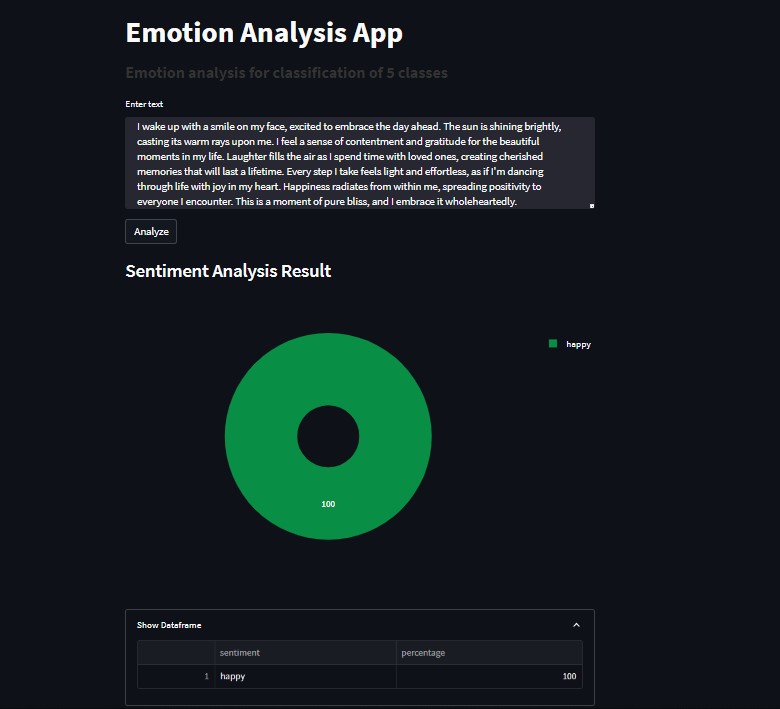 Emotion Analysis App
Emotion analysis for classification of 5 classes
Enter text
I wake up with a smile on my face, excited to embrace the day ahead. The sun is shining brightly,
casting its warm rays upon me. I feel a sense of contentment and gratitude for the beautiful
moments in my life. Laughter fills the air as I spend time with loved ones, creating cherished
memories that will last a lifetime. Every step I take feels light and effortless, as if I'm dancing
through life with joy in my heart. Happiness radiates from within me, spreading positivity to
everyone I encounter. This is a moment of pure bliss, and I embrace it wholeheartedly.
Analyze
Sentiment Analysis Result
happy
100
Show Dataframe
sentiment percentage
1 happy 100